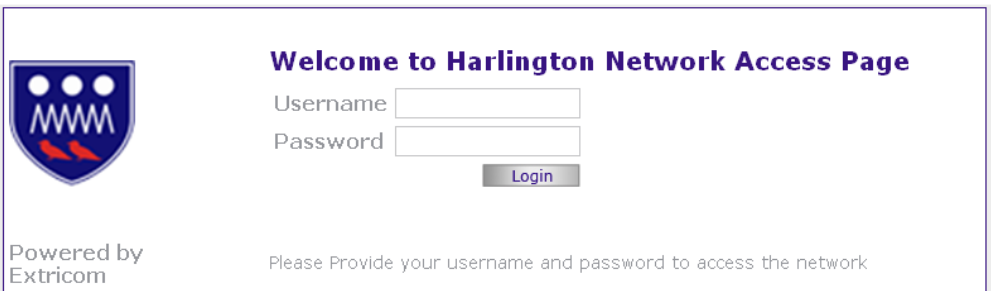 Welcome to Harlington Network Access Page
Username
Password
Login
Powered by
Extricom
Please Provide your username and password to access the network